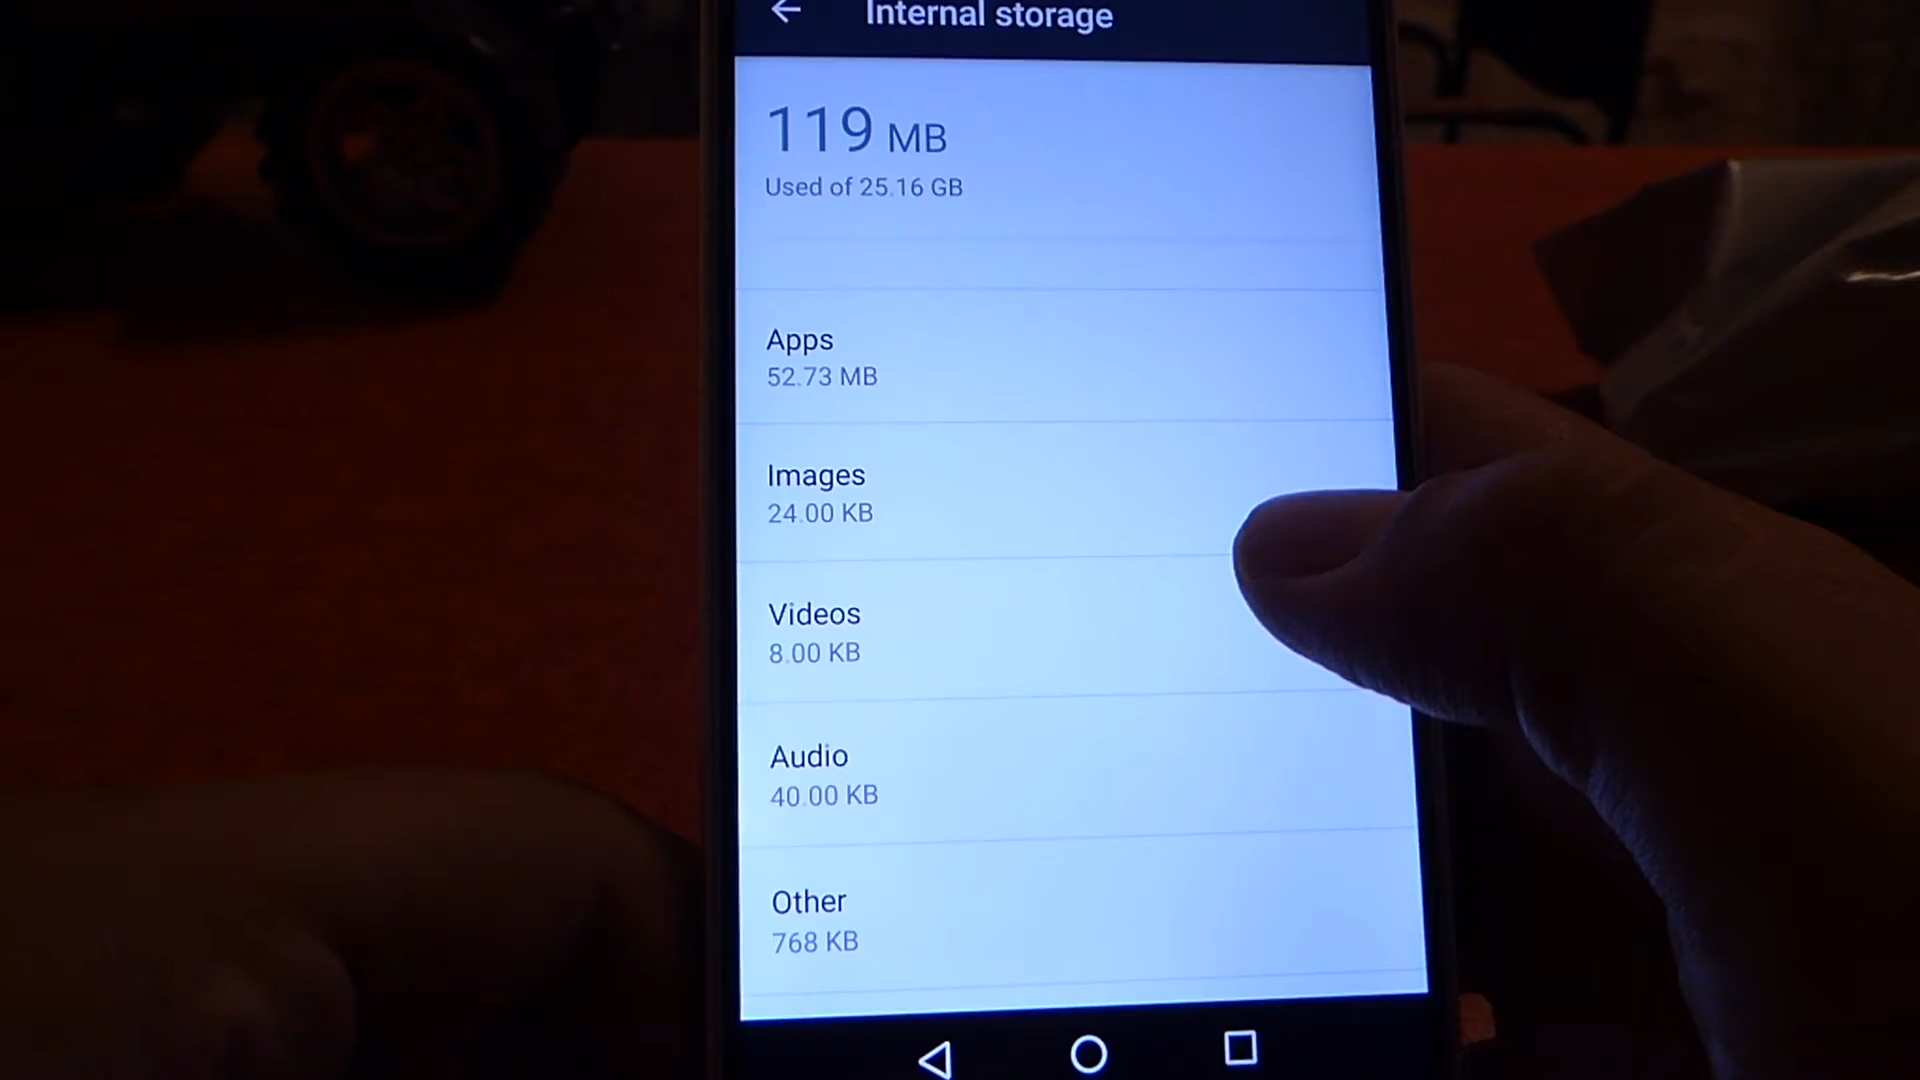 Internal storage
119 MB
Used of 25.16 GB
Apps
52.73 MB
Images
24.00 KB
Videos
8.00 KB
Audio
40.00 KB
Other
768 KB